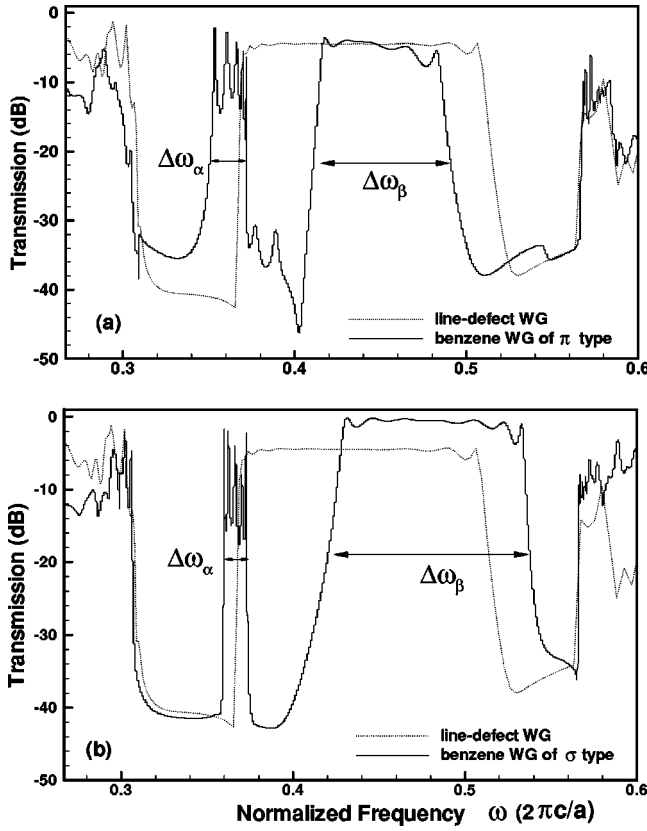 0
-10
-20
-30
-40
-50
Transmission (dB)
Δω_α
Δω_β
(a)
line-defect WG
benzene WG of π type
0.3
0.4
0.5
0.6
0
-10
-20
-30
-40
-50
Transmission (dB)
Δω_α
Δω_β
(b)
line-defect WG
benzene WG of σ type
0.3
0.4
0.5
0.6
Normalized Frequency ω (2πc/a)